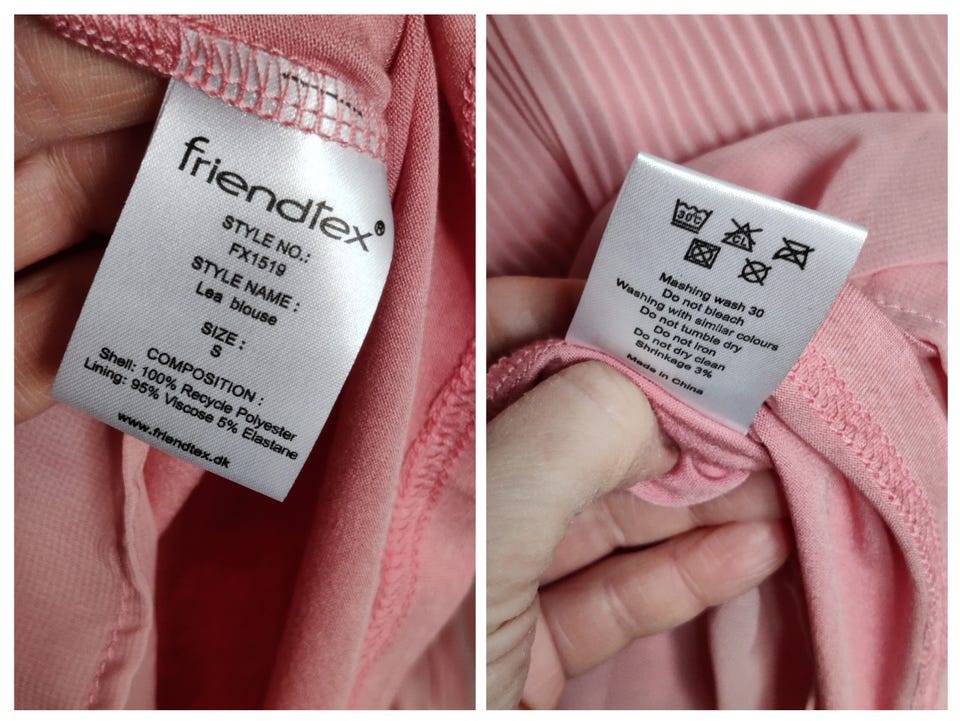 friendtex®
STYLE NO.:
FX1519
STYLE NAME :
Lea blouse
SIZE :
S
COMPOSITION :
Shell: 100% Recycle Polyester
Lining: 95% Viscose 5% Elastane
www.friendtex.dk
30°C
CL
Mashing wash 30
Do not bleach
Washing with similar colours
Do not tumble dry
Do not iron
Do not dry clean
Shrinkage 3%
Made in China